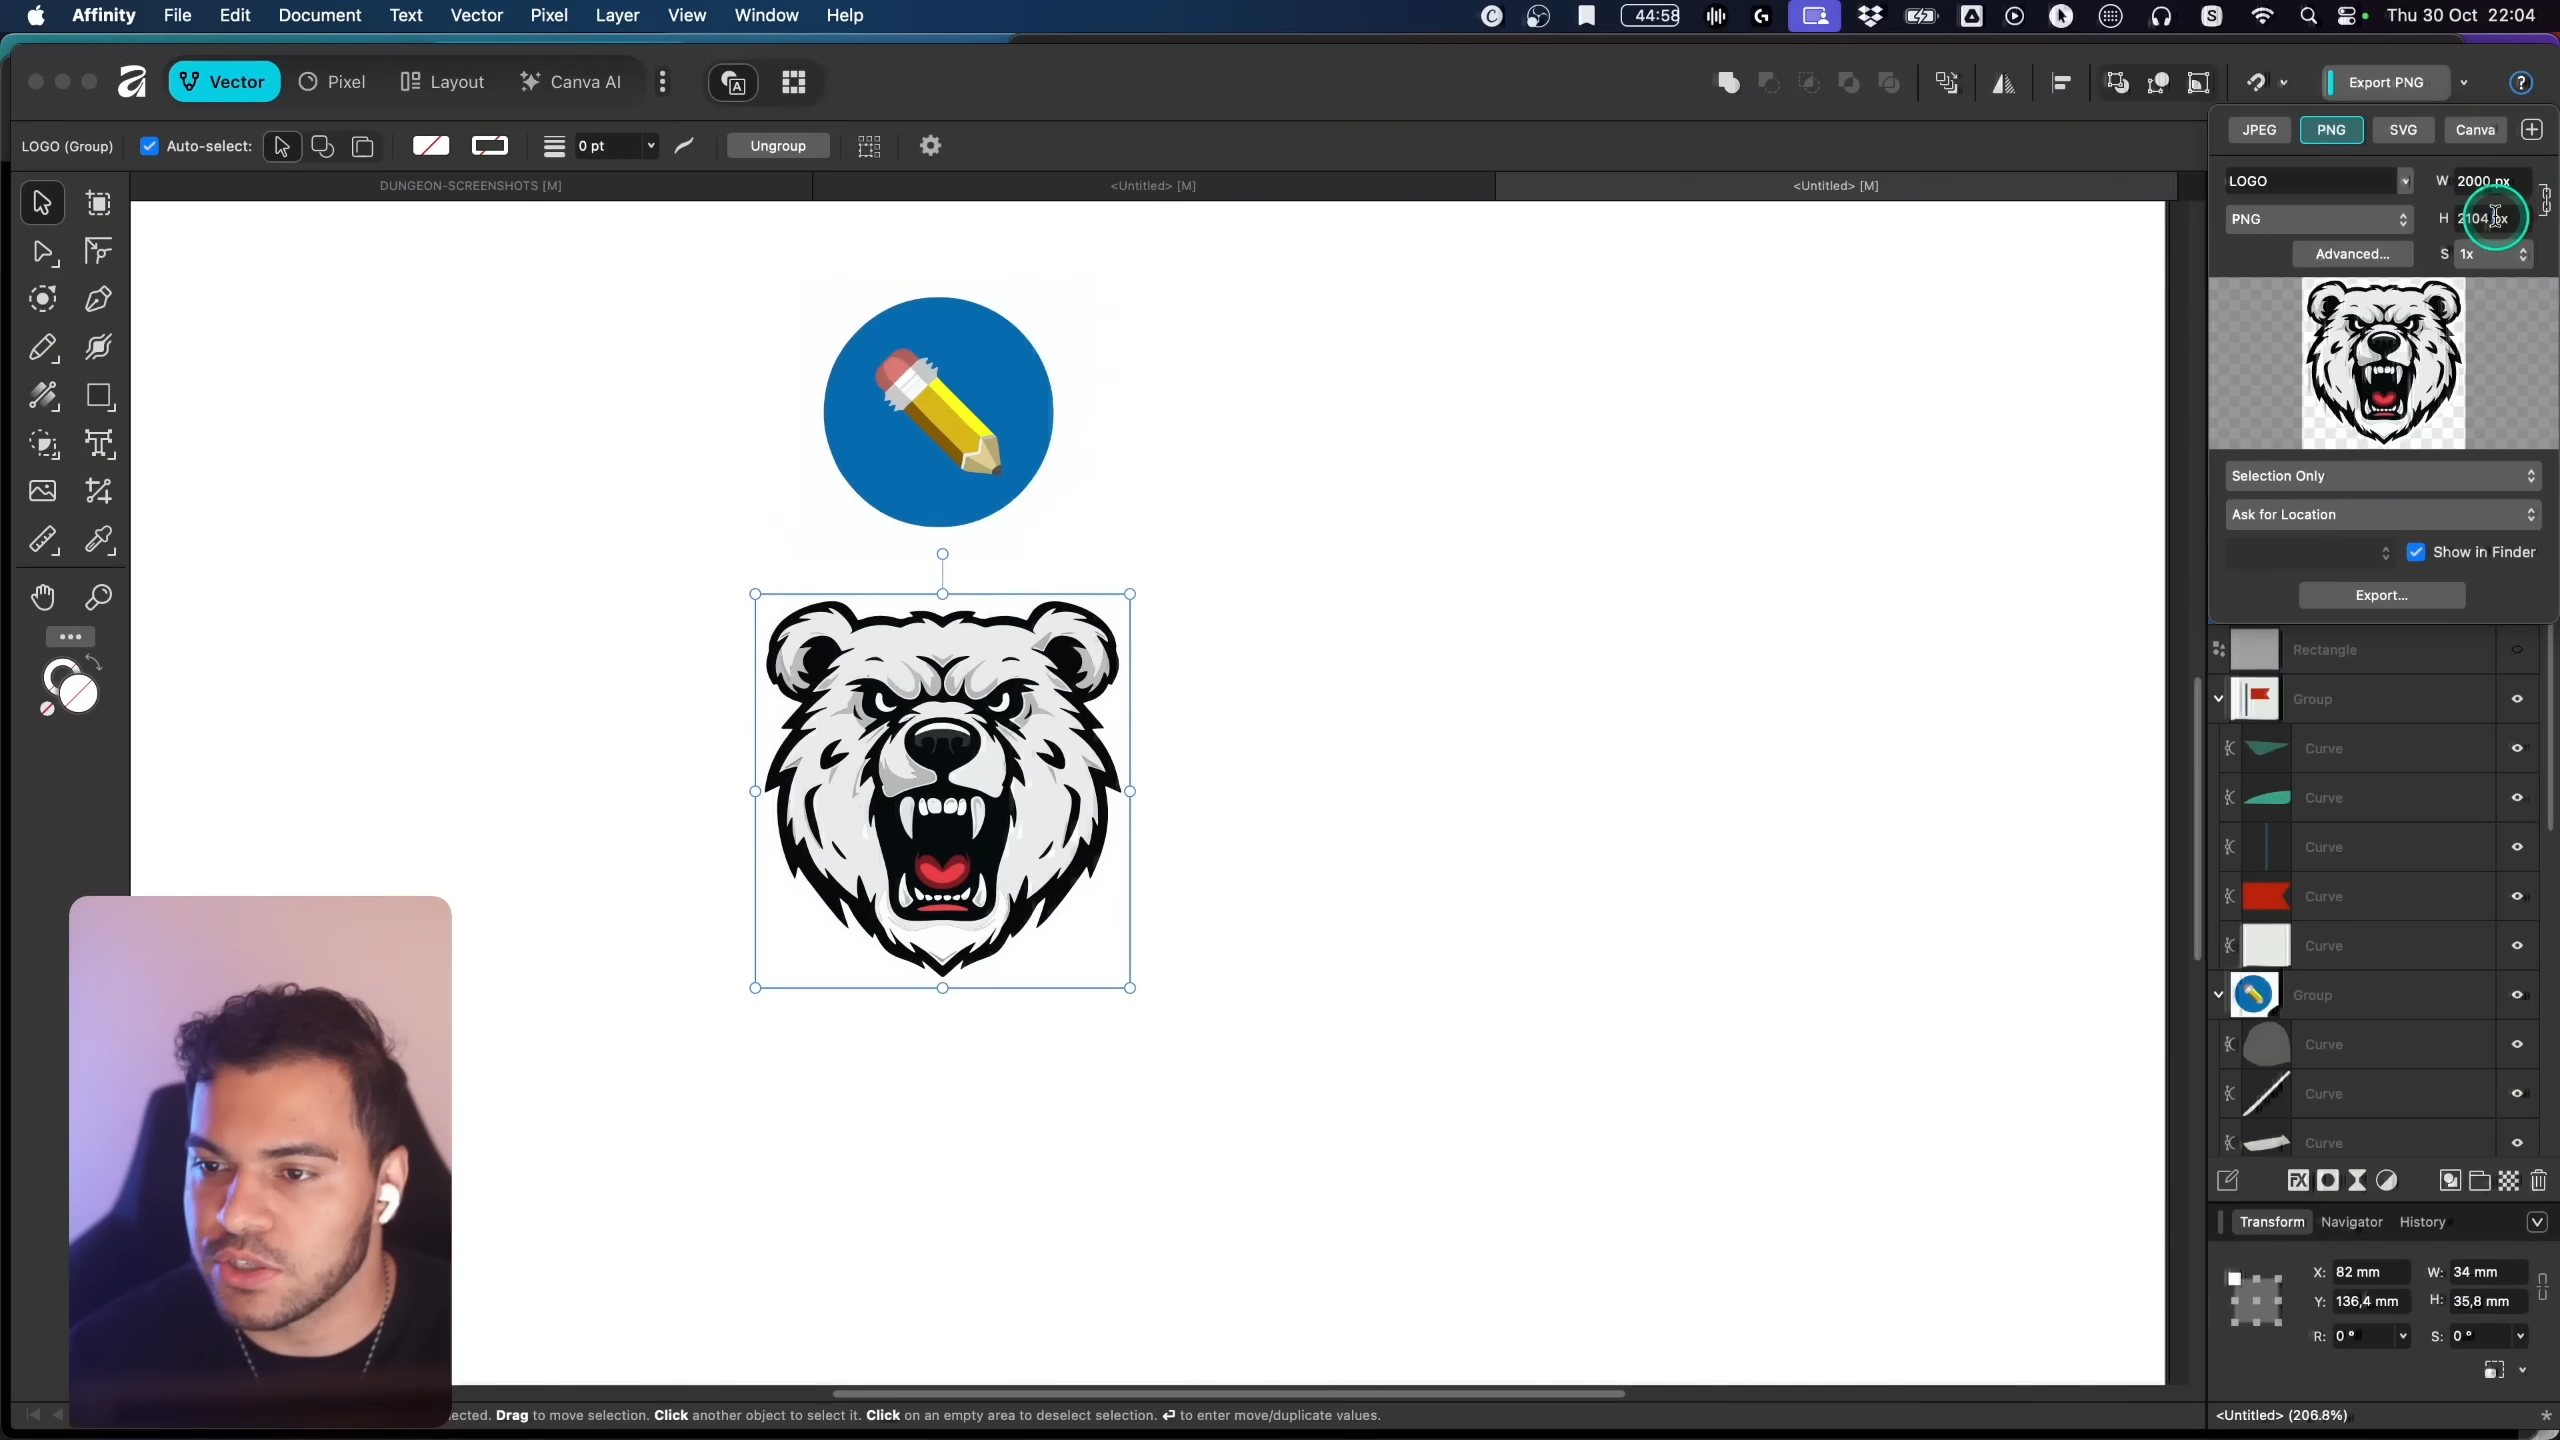 Affinity File Edit Document Text Vector Pixel Layer View Window Help 44:58 Thu 30 Oct 22:04
Vector Pixel Layout Canva AI Export PNG ?
JPEG PNG SVG Canva
LOGO (Group) Auto-select: 0 pt Ungroup
LOGO W 2000 px
DUNGEON-SCREENSHOTS [M] <Untitled> [M] <Untitled> [M]
PNG H 2104 px
Advanced... S 1x
Selection Only
Ask for Location
Show in Finder
Export...
Rectangle
Group
Curve
Curve
Curve
Curve
Curve
Group
Curve
Curve
Curve
FX
Transform Navigator History
X: 82 mm W: 34 mm
Y: 136,4 mm H: 35,8 mm
R: 0 º S: 0 º
ected. Drag to move selection. Click another object to select it. Click on an empty area to deselect selection. ↵ to enter move/duplicate values.
<Untitled> (206.8%) *